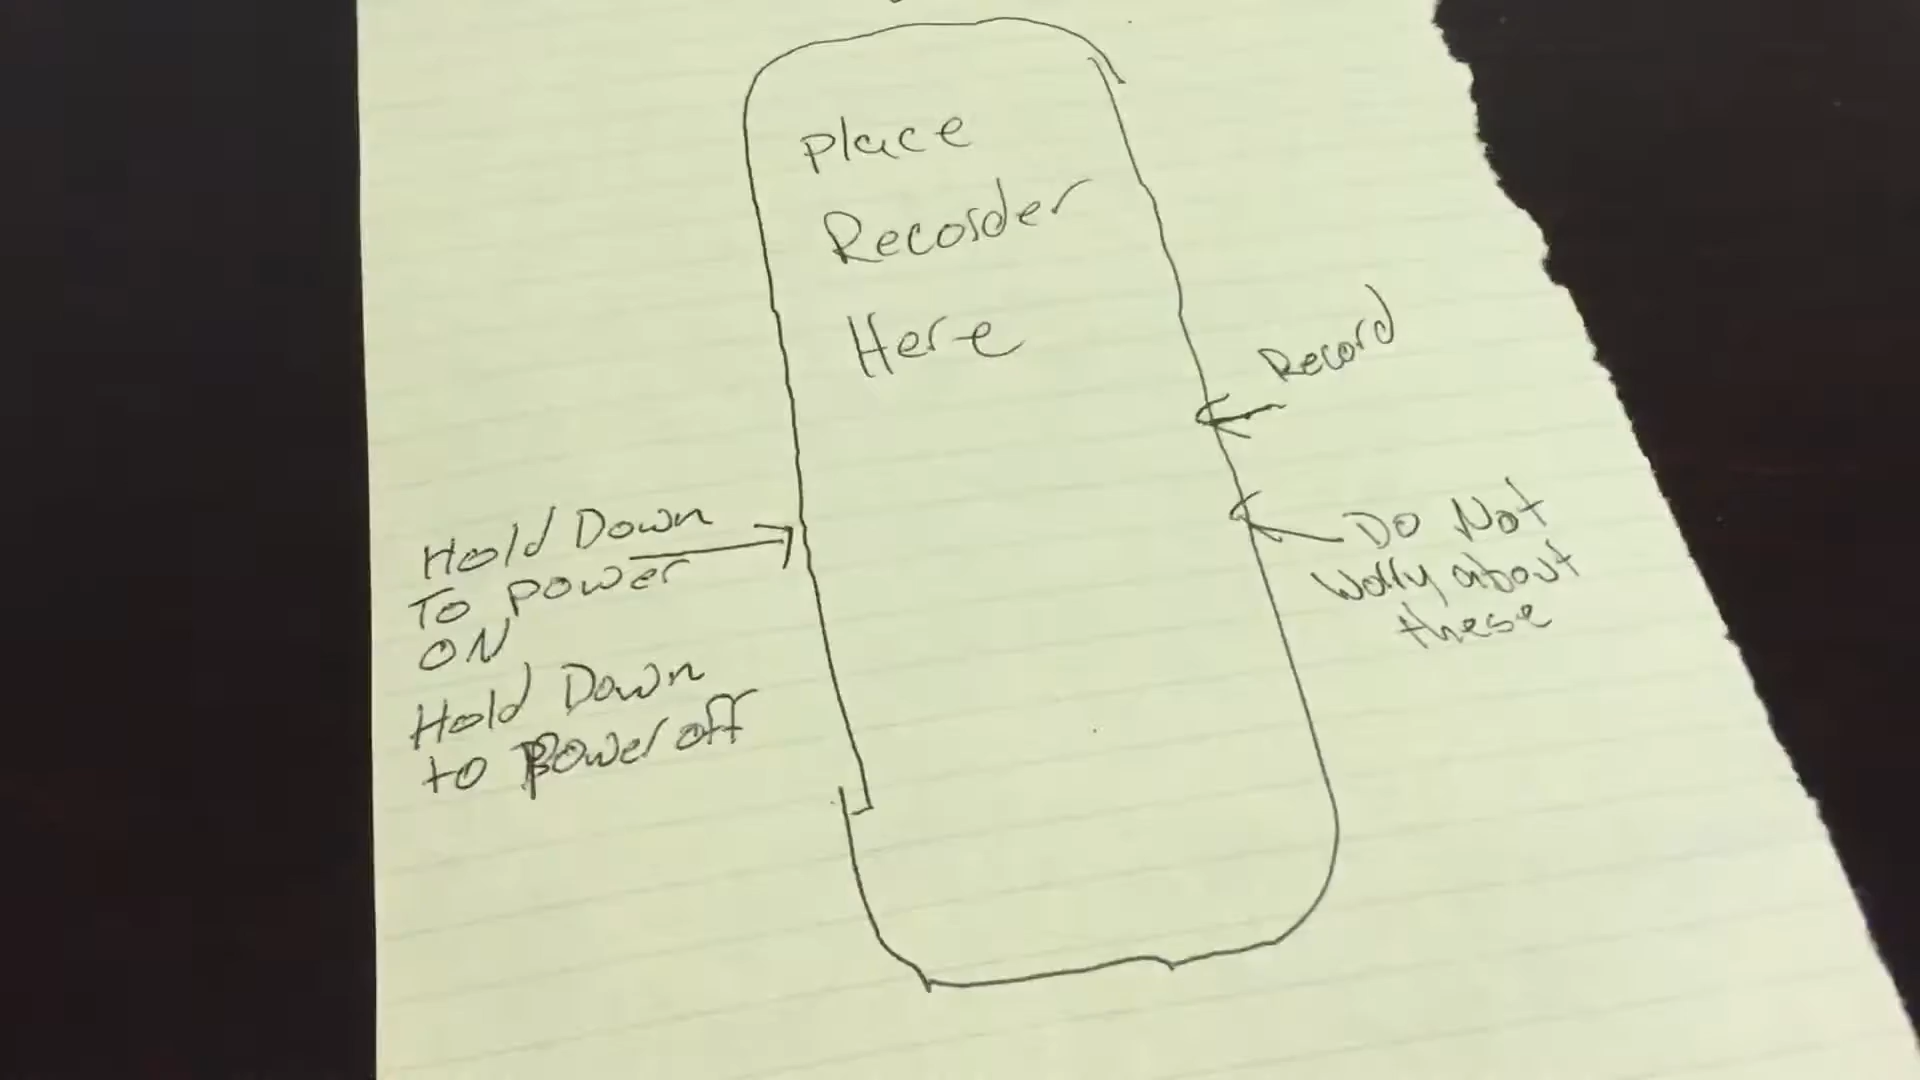 Place
Recorder
Here
Record
Hold Down
To power
ON
Hold Down
to Power off
Do Not
Worry about
these